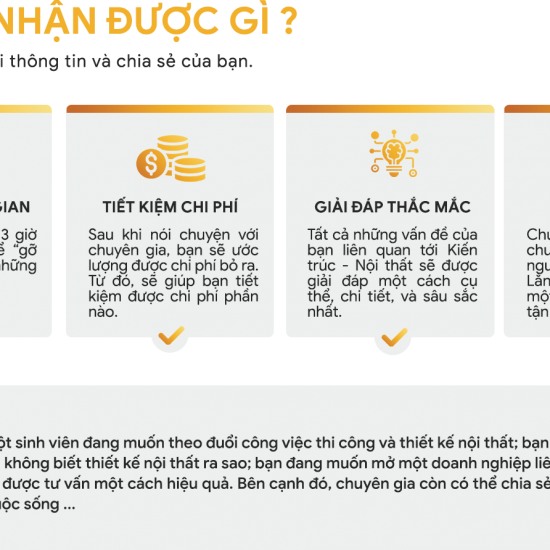 NHẬN ĐƯỢC GÌ ?
i thông tin và chia sẻ của bạn.
GIAN
3 giờ
ể “gỡ
những
TIẾT KIỆM CHI PHÍ
Sau khi nói chuyện với
chuyên gia, bạn sẽ ước
lượng được chi phí bỏ ra.
Từ đó, sẽ giúp bạn tiết
kiệm được chi phí phần
nào.
GIẢI ĐÁP THẮC MẮC
Tất cả những vấn đề của
bạn liên quan tới Kiến
trúc - Nội thất sẽ được
giải đáp một cách cụ
thể, chi tiết, và sâu sắc
nhất.
Chu
chu
ngu
Lắn
một
tận
ột sinh viên đang muốn theo đuổi công việc thi công và thiết kế nội thất; bạn
không biết thiết kế nội thất ra sao; bạn đang muốn mở một doanh nghiệp liê
được tư vấn một cách hiệu quả. Bên cạnh đó, chuyên gia còn có thể chia sẻ
uộc sống ...